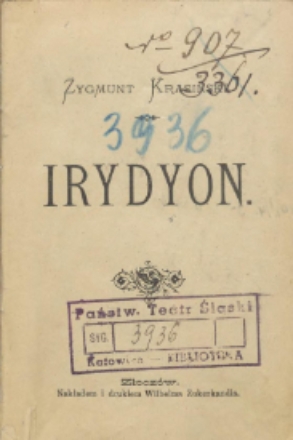 No 907
3361.
ZYGMUNT KRASIŃSKI
3936
IRYDYON.
Państw. Teatr Śląski
SYG. 3936
Katowice — BIBLIOTEKA
Złoczów.
Nakładem i drukiem Wilhelma Zukerkandla.